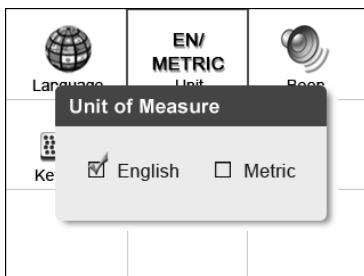 EN/
METRIC
Language Unit Beep
Unit of Measure
Ke
English Metric